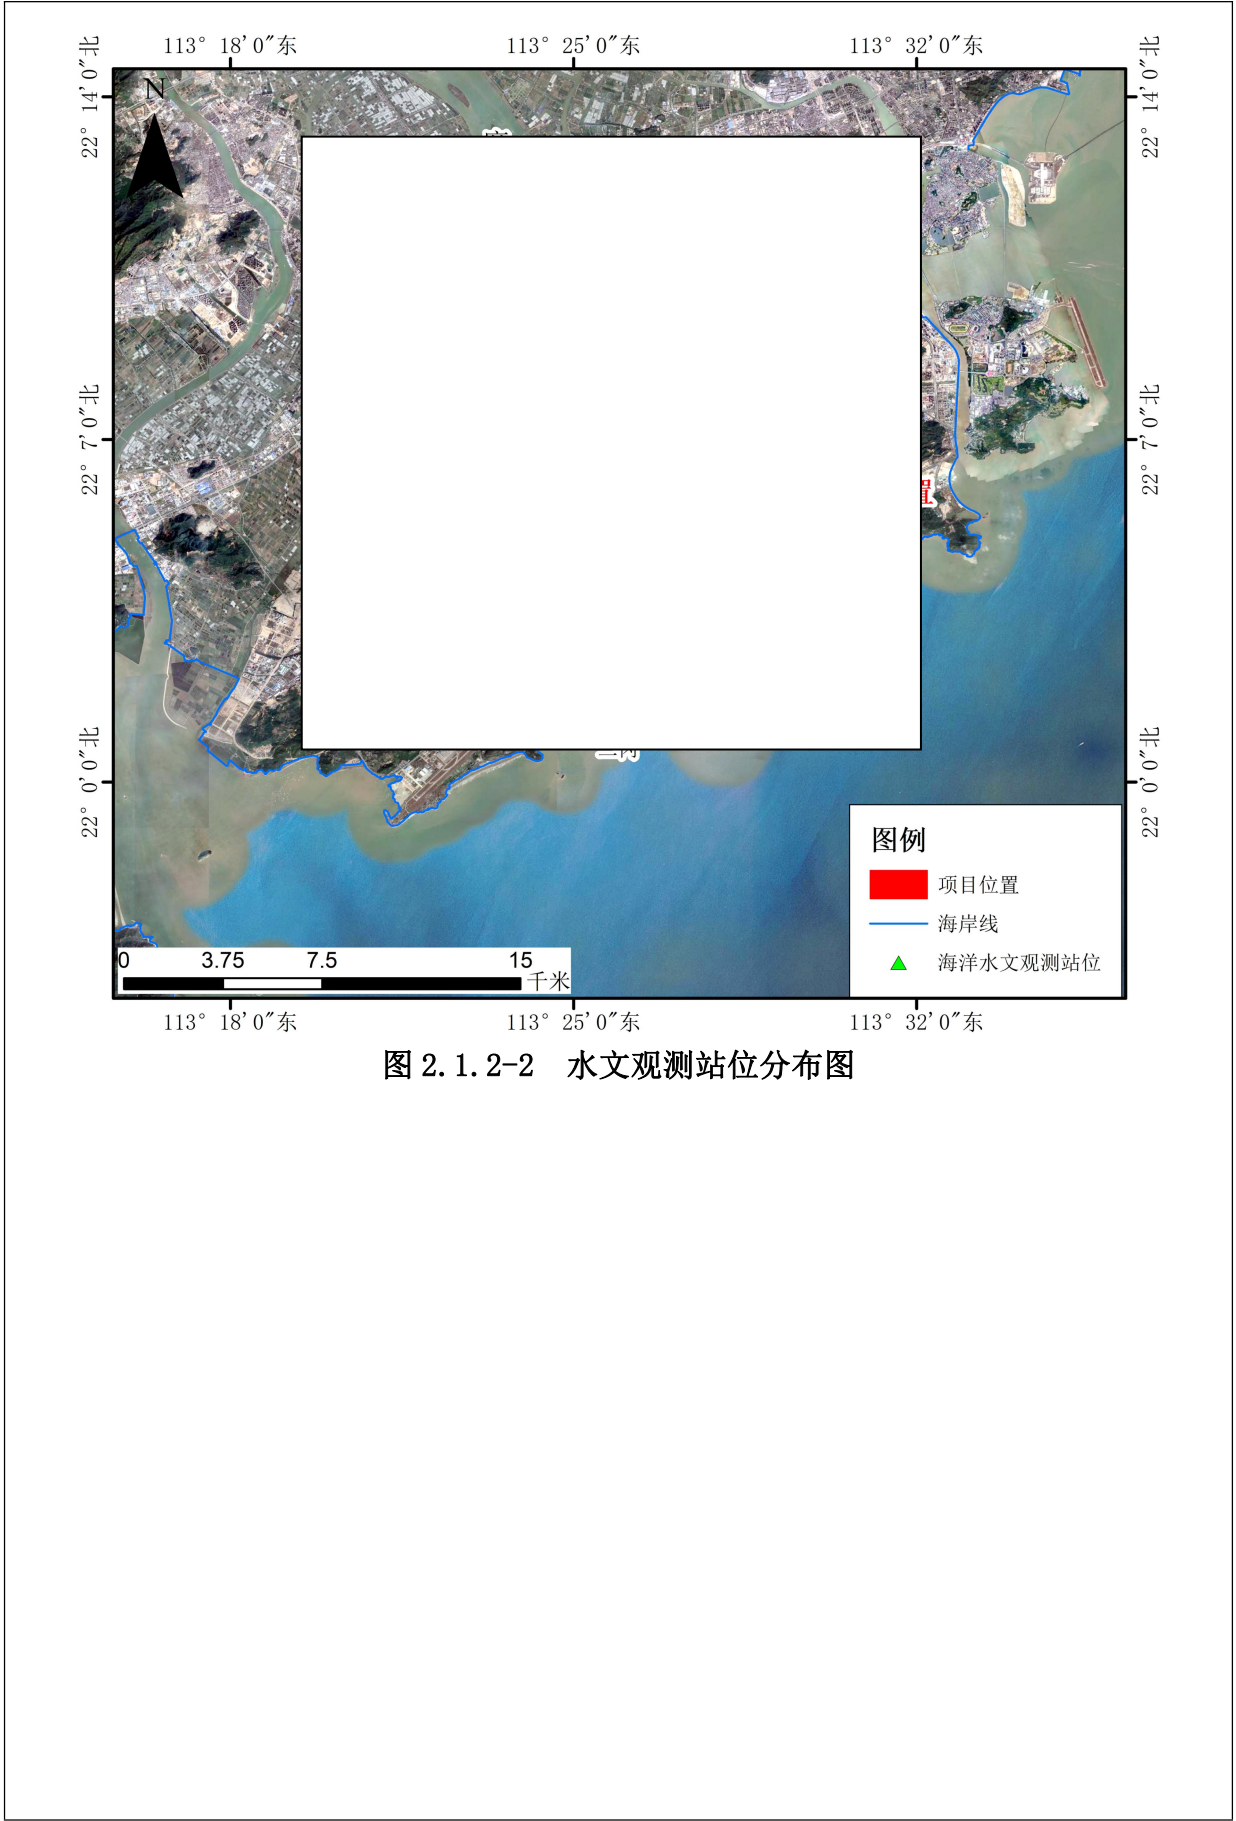 113° 18′0″东
113° 25′0″东
113° 32′0″东
22° 14′0″北
22° 14′0″北
N
22° 7′0″北
22° 7′0″北
置
22° 0′0″北
22° 0′0″北
图例
项目位置
海岸线
海洋水文观测站位
0 3.75 7.5 15
千米
113° 18′0″东
113° 25′0″东
113° 32′0″东
图 2.1.2-2 水文观测站位分布图